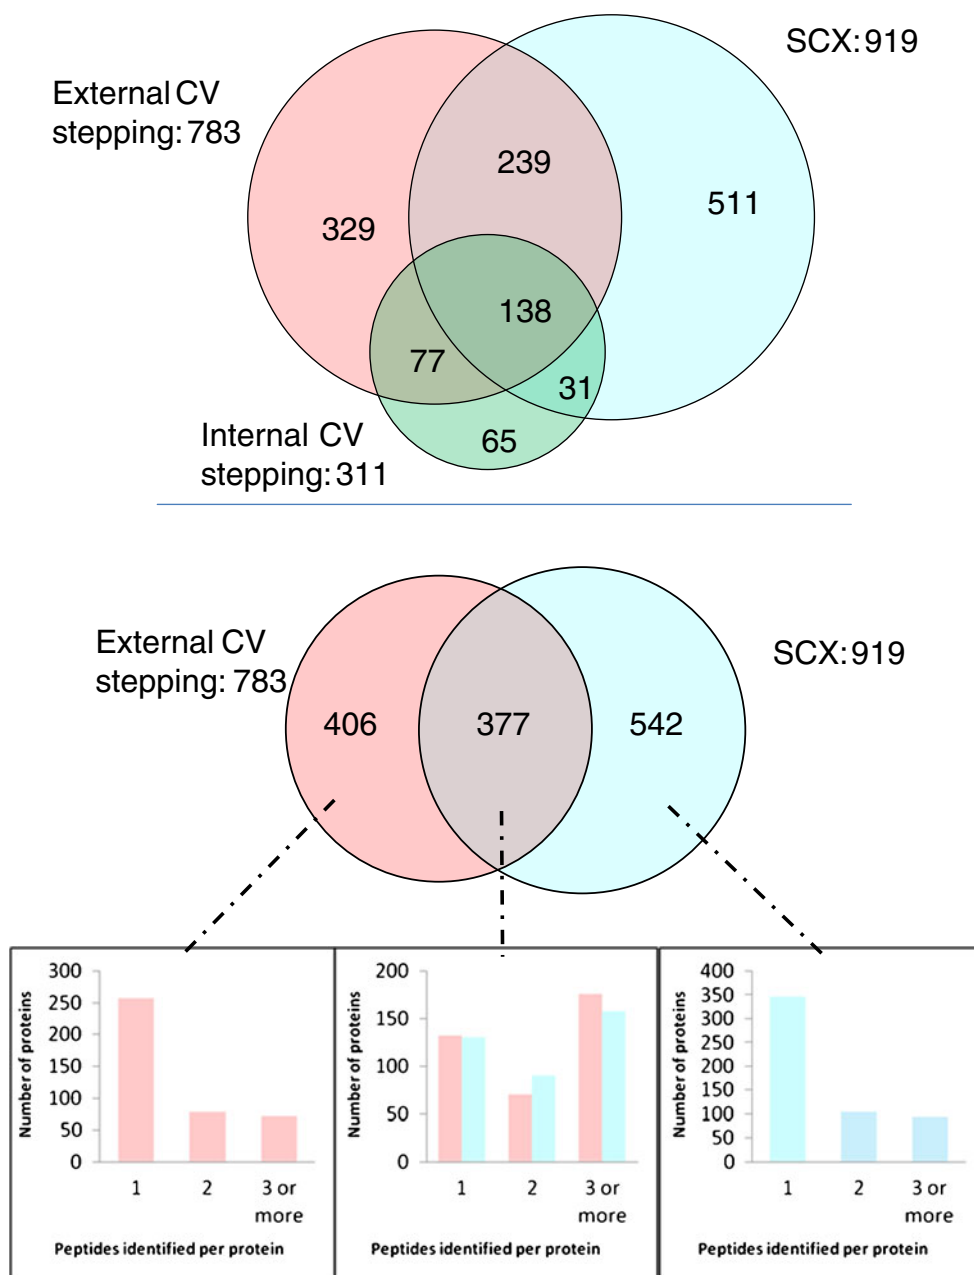 SCX: 919
External CV
stepping: 783
239
511
329
138
77
31
Internal CV
stepping: 311
65
External CV
stepping: 783
SCX: 919
406
377
542
300
250
200
150
100
50
0
Number of proteins
1
2
3 or
more
Peptides identified per protein
200
150
100
50
0
Number of proteins
1
2
3 or
more
Peptides identified per protein
400
350
300
250
200
150
100
50
0
Number of proteins
1
2
3 or
more
Peptides identified per protein